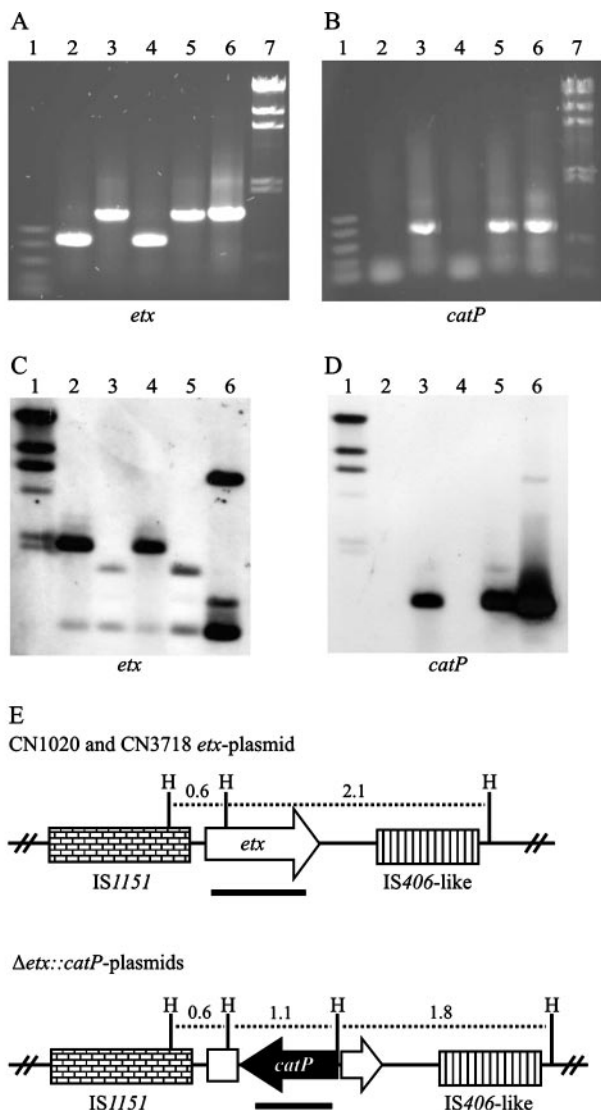 A
1 2 3 4 5 6 7
etx
B
1 2 3 4 5 6 7
catP
C
1 2 3 4 5 6
etx
D
1 2 3 4 5 6
catP
E
CN1020 and CN3718 etx-plasmid
H 0.6 H 2.1 H
etx
IS1151 IS406-like
Δetx::catP-plasmids
H 0.6 H 1.1 H 1.8 H
catP
IS1151 IS406-like